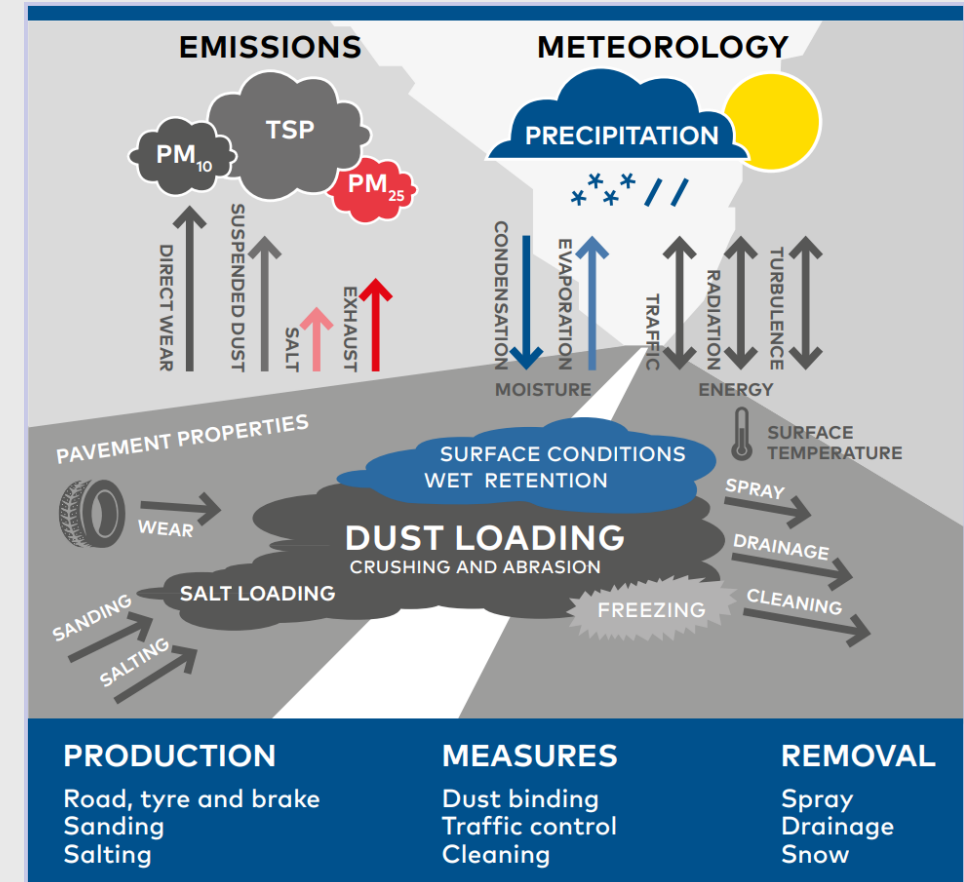 EMISSIONS
METEOROLOGY
TSP
PM10
PM25
PRECIPITATION
DIRECT WEAR
SUSPENDED DUST
SALT
EXHAUST
CONDENSATION
EVAPORATION
TRAFFIC
RADIATION
TURBULENCE
MOISTURE
ENERGY
SURFACE
TEMPERATURE
PAVEMENT PROPERTIES
SURFACE CONDITIONS
WET RETENTION
WEAR
DUST LOADING
CRUSHING AND ABRASION
SPRAY
DRAINAGE
CLEANING
SALT LOADING
FREEZING
SANDING
SALTING
PRODUCTION
Road, tyre and brake
Sanding
Salting
MEASURES
Dust binding
Traffic control
Cleaning
REMOVAL
Spray
Drainage
Snow